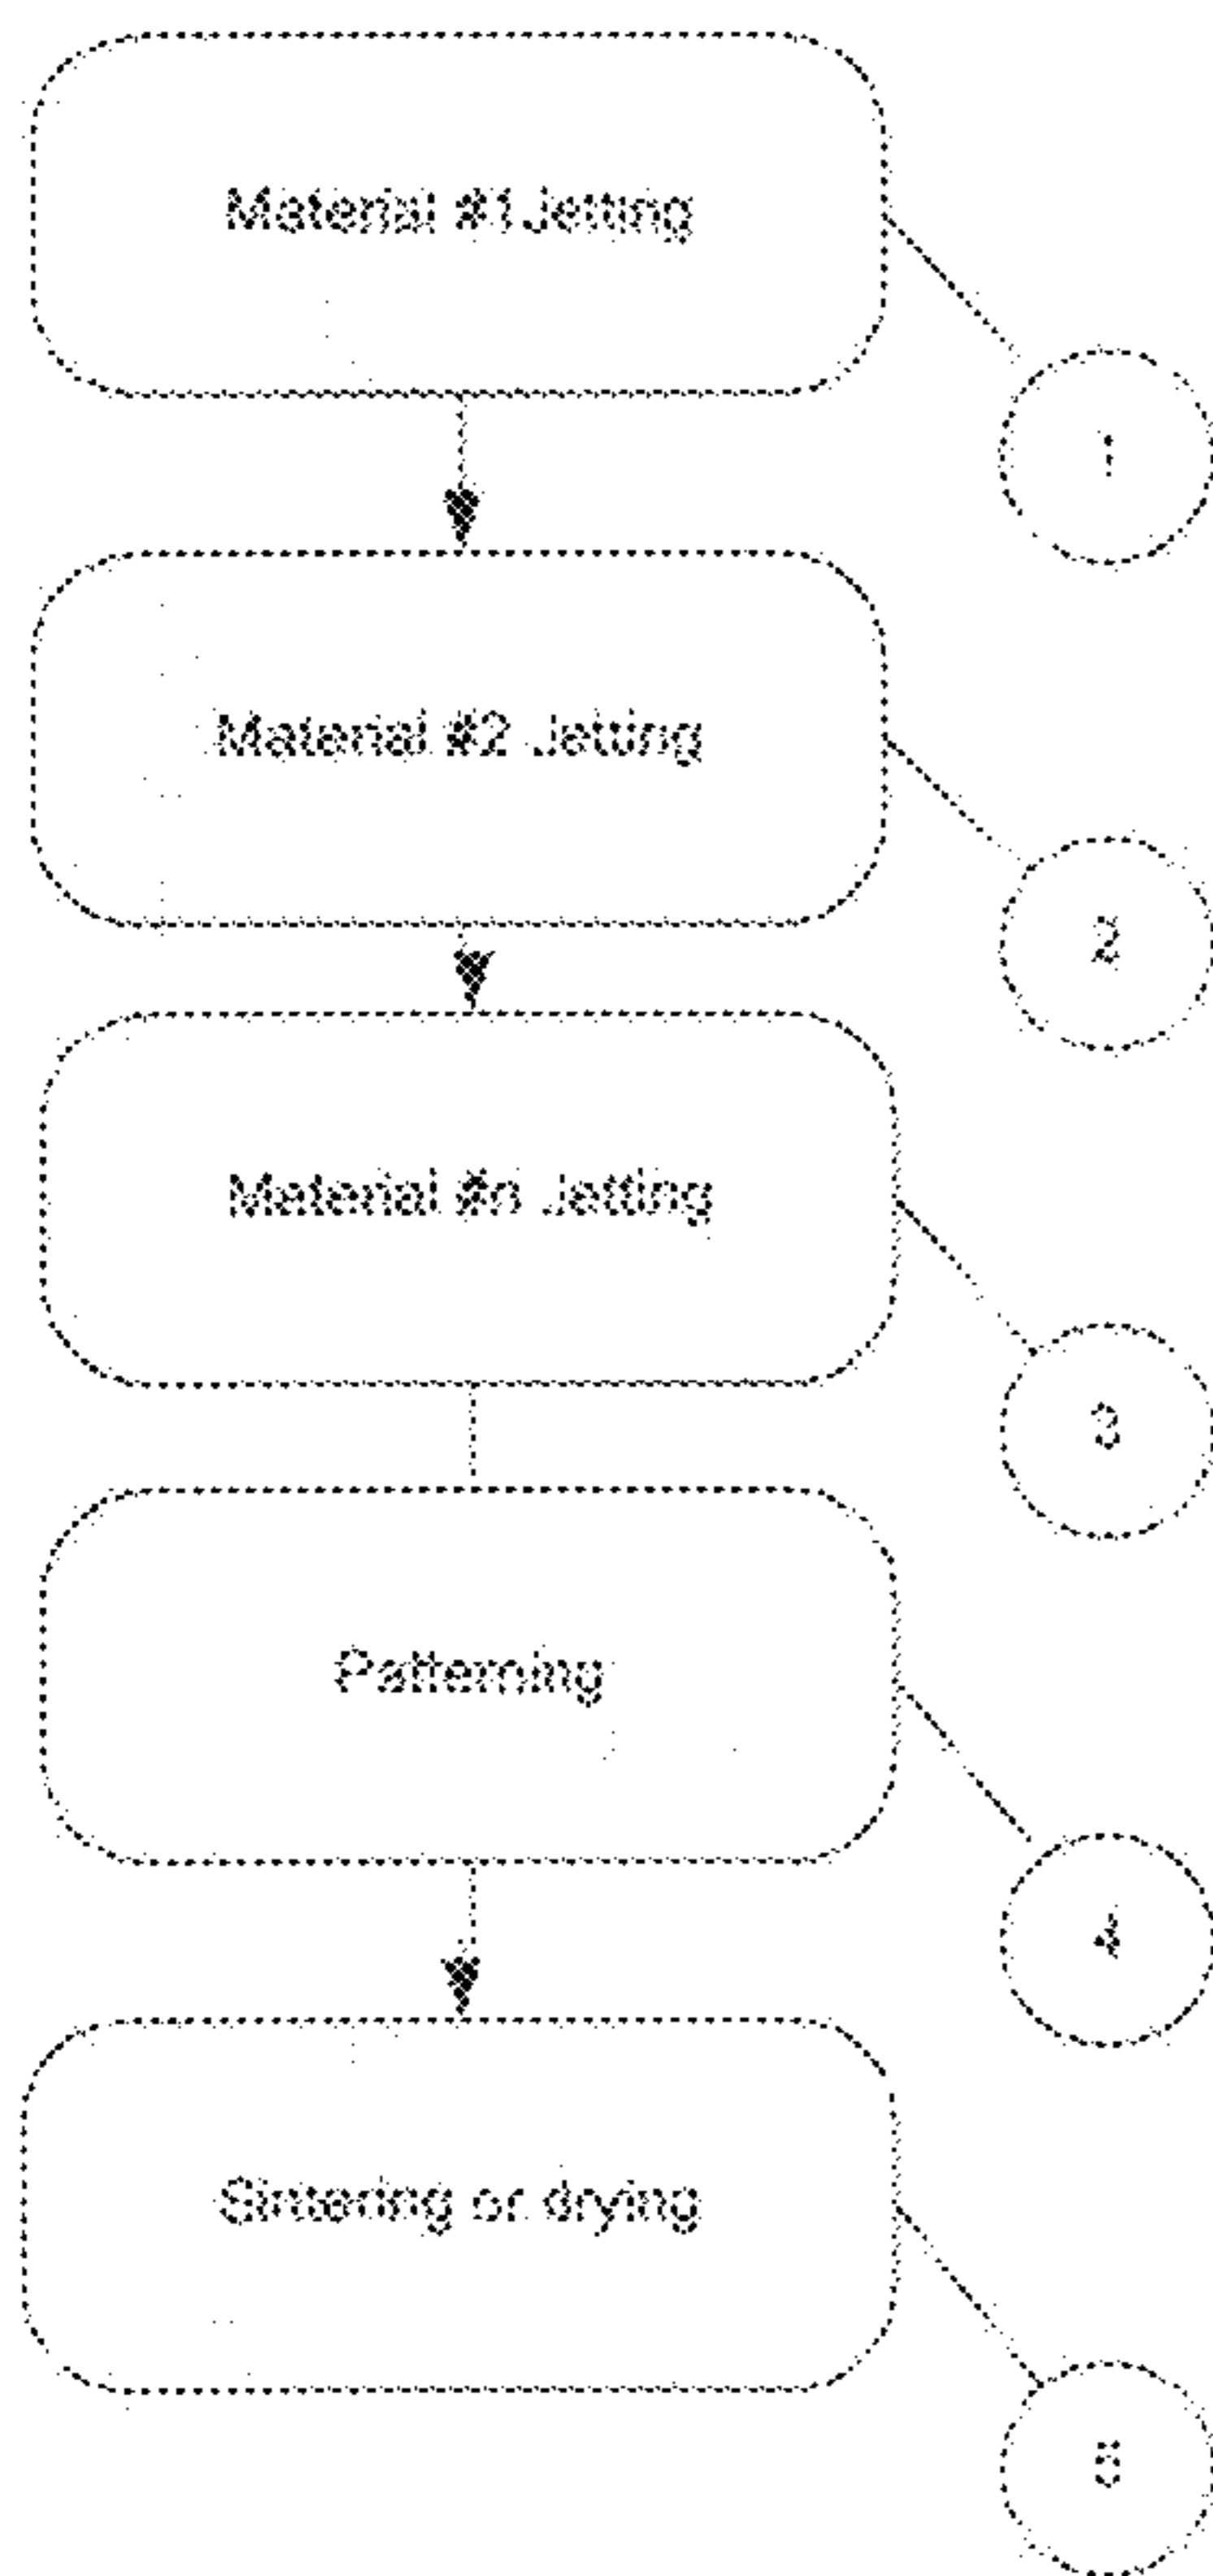 Material #1 Jetting
1
Material #2 Jetting
2
Material #n Jetting
3
Patterning
4
Sintering or drying
5